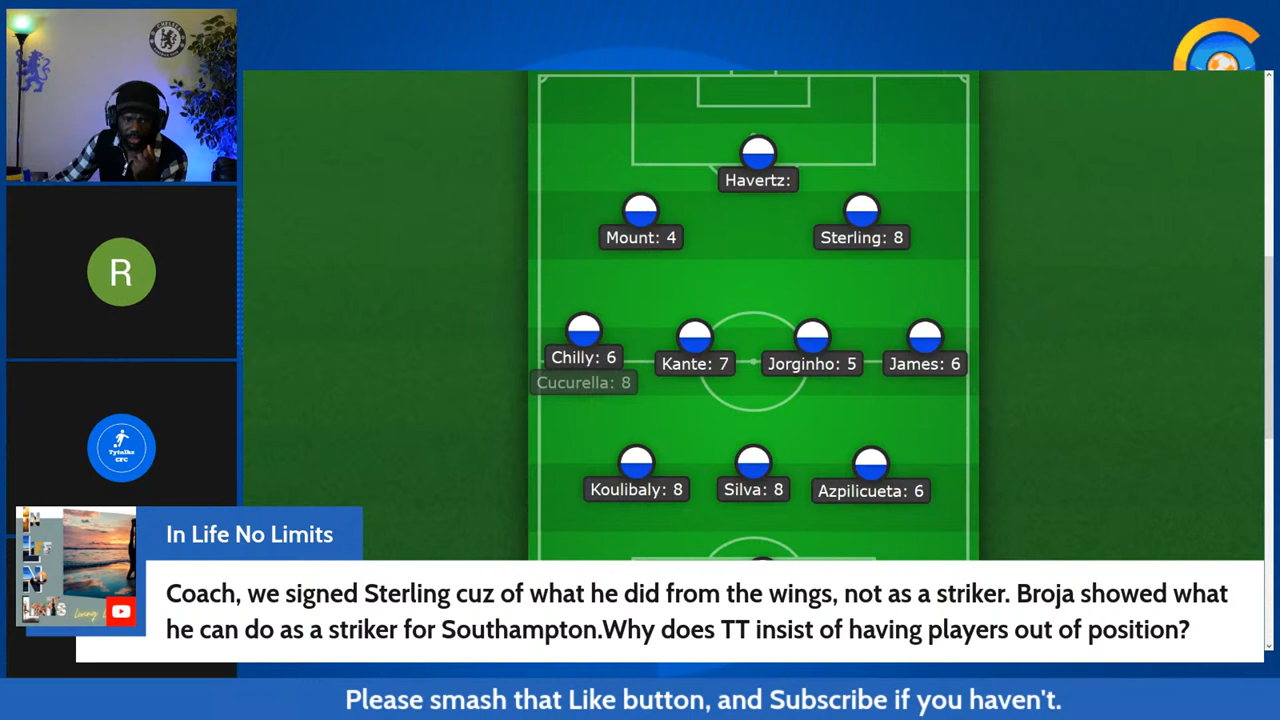 CHELSEA
Havertz:
Mount: 4
Sterling: 8
Chilly: 6
Kante: 7
Jorginho: 5
James: 6
Cucurella: 8
Koulibaly: 8
Silva: 8
Azpilicueta: 6
R
Tytalks
CFC
In Life No Limits
Coach, we signed Sterling cuz of what he did from the wings, not as a striker. Broja showed what
he can do as a striker for Southampton.Why does TT insist of having players out of position?
Please smash that Like button, and Subscribe if you haven't.